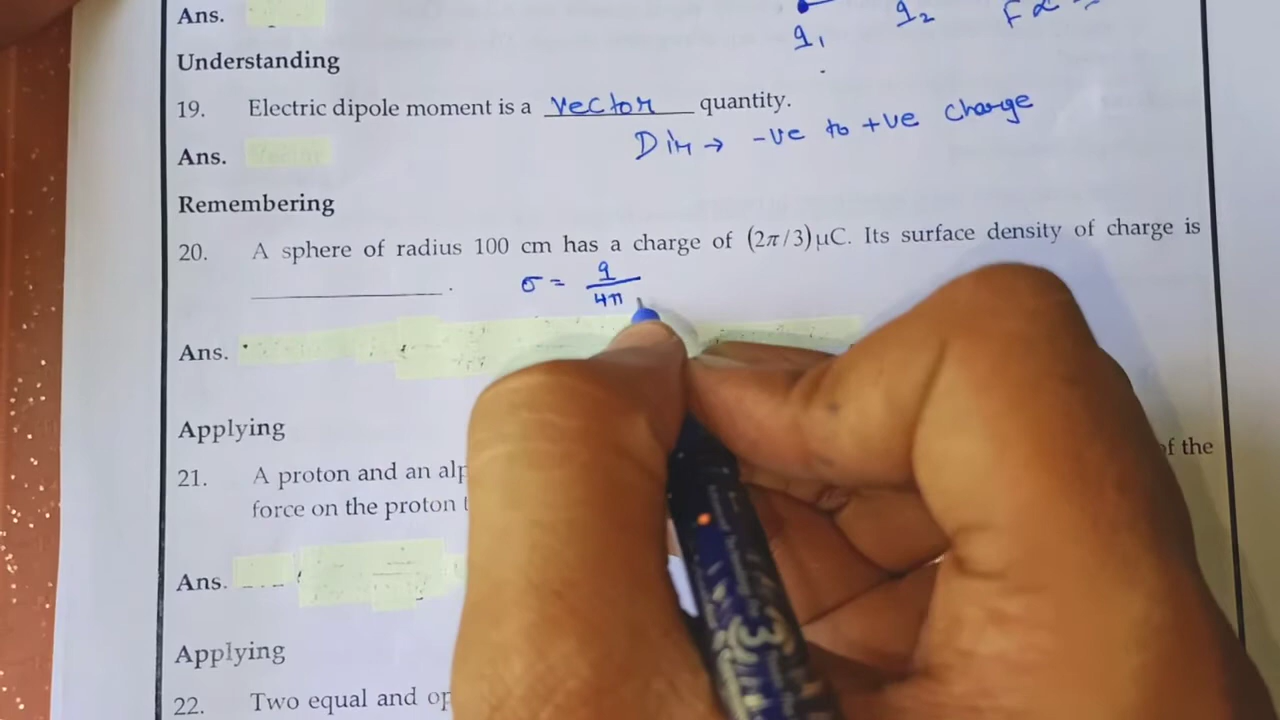 Ans.
q₁ q₂ F ∝
Understanding
19. Electric dipole moment is a vector quantity.
Dir → -ve to +ve charge
Ans.
Remembering
20. A sphere of radius 100 cm has a charge of (2π/3)μC. Its surface density of charge is
____________.
σ = q/4π
Ans.
Applying
21. A proton and an alp of the
force on the proton
Ans.
Applying
22. Two equal and op